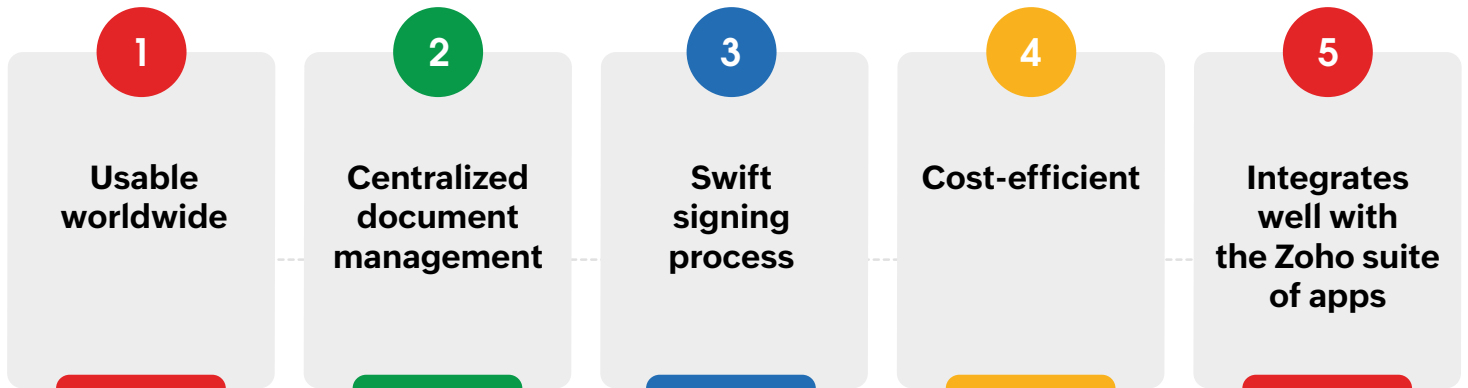 1
Usable
worldwide
2
Centralized
document
management
3
Swift
signing
process
4
Cost-efficient
5
Integrates
well with
the Zoho suite
of apps